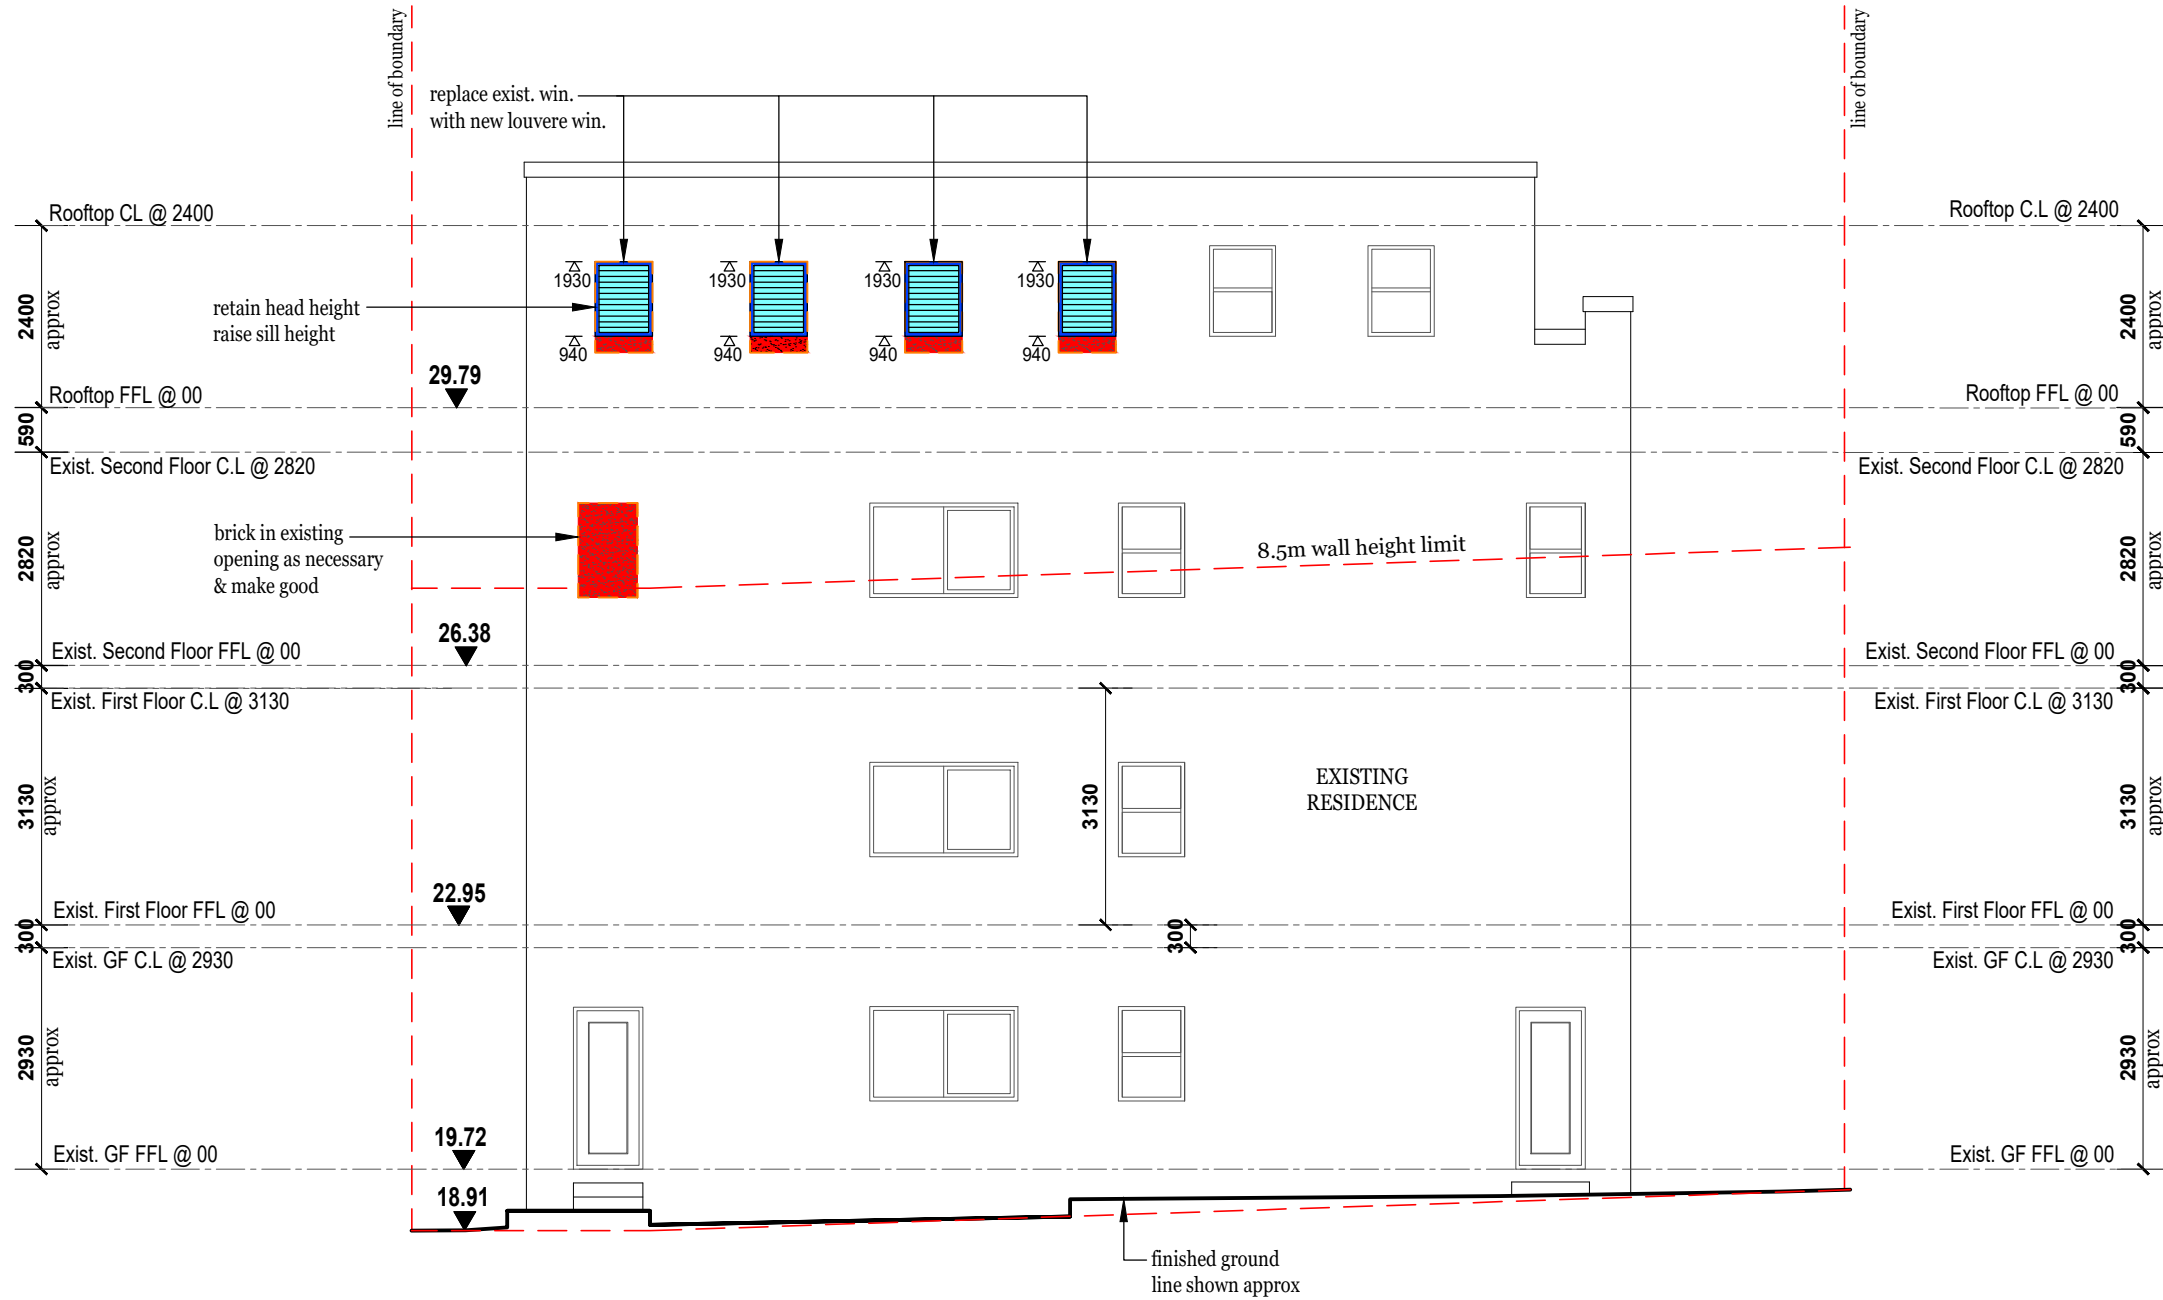 line of boundary
line of boundary
replace exist. win.
with new louvere win.
Rooftop CL @ 2400
Rooftop C.L @ 2400
1930
1930
1930
1930
retain head height
raise sill height
2400
approx
2400
approx
940
940
940
940
29.79
Rooftop FFL @ 00
Rooftop FFL @ 00
590
590
Exist. Second Floor C.L @ 2820
Exist. Second Floor C.L @ 2820
brick in existing
opening as necessary
& make good
8.5m wall height limit
2820
approx
2820
approx
26.38
Exist. Second Floor FFL @ 00
Exist. Second Floor FFL @ 00
300
300
Exist. First Floor C.L @ 3130
Exist. First Floor C.L @ 3130
EXISTING
RESIDENCE
3130
approx
3130
3130
approx
22.95
Exist. First Floor FFL @ 00
Exist. First Floor FFL @ 00
300
300
300
Exist. GF C.L @ 2930
Exist. GF C.L @ 2930
2930
approx
2930
approx
19.72
Exist. GF FFL @ 00
Exist. GF FFL @ 00
18.91
finished ground
line shown approx